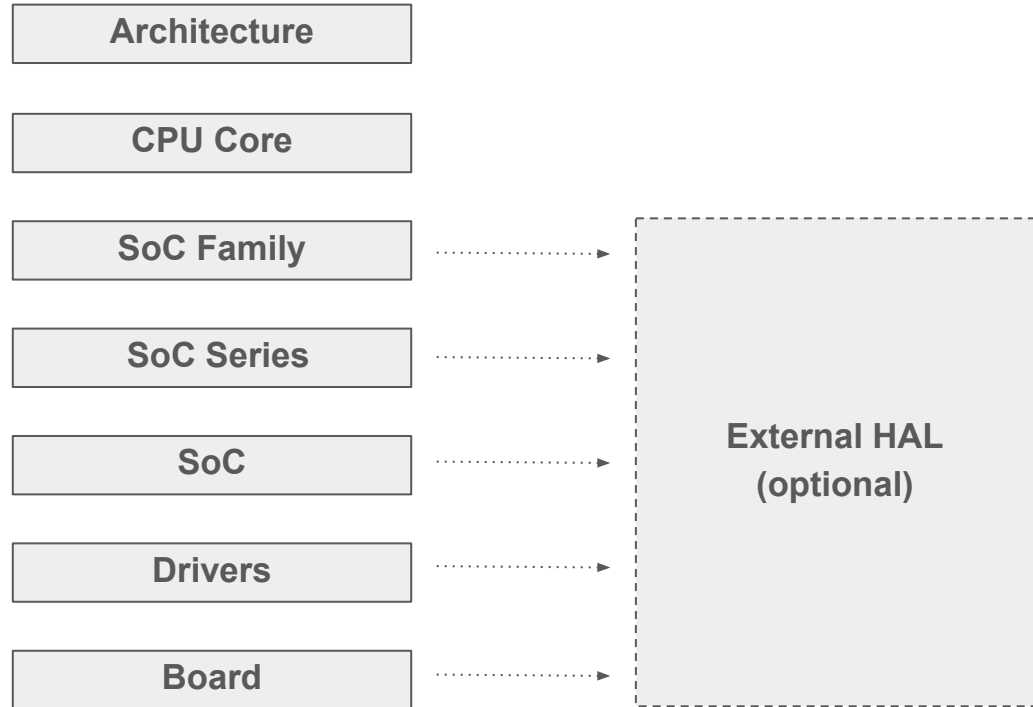 Architecture
CPU Core
SoC Family
SoC Series
SoC
Drivers
Board
External HAL
(optional)